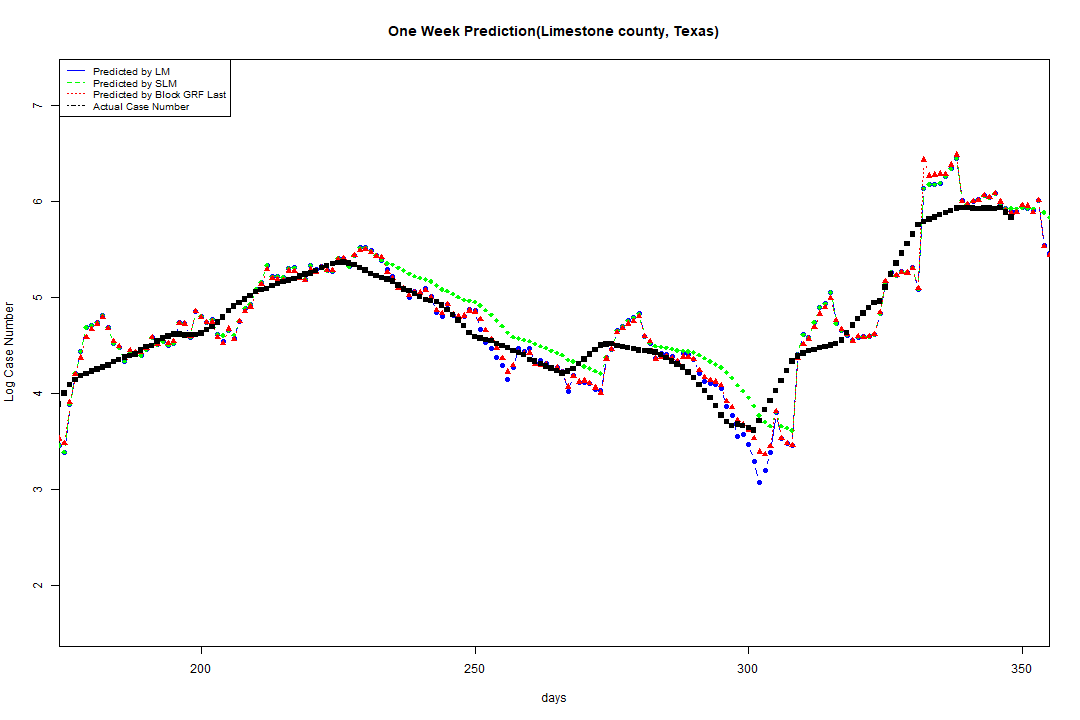 One Week Prediction(Limestone county, Texas)
Predicted by LM
Predicted by SLM
Predicted by Block GRF Last
Actual Case Number
7
6
5
4
3
2
Log Case Number
200
250
300
350
days